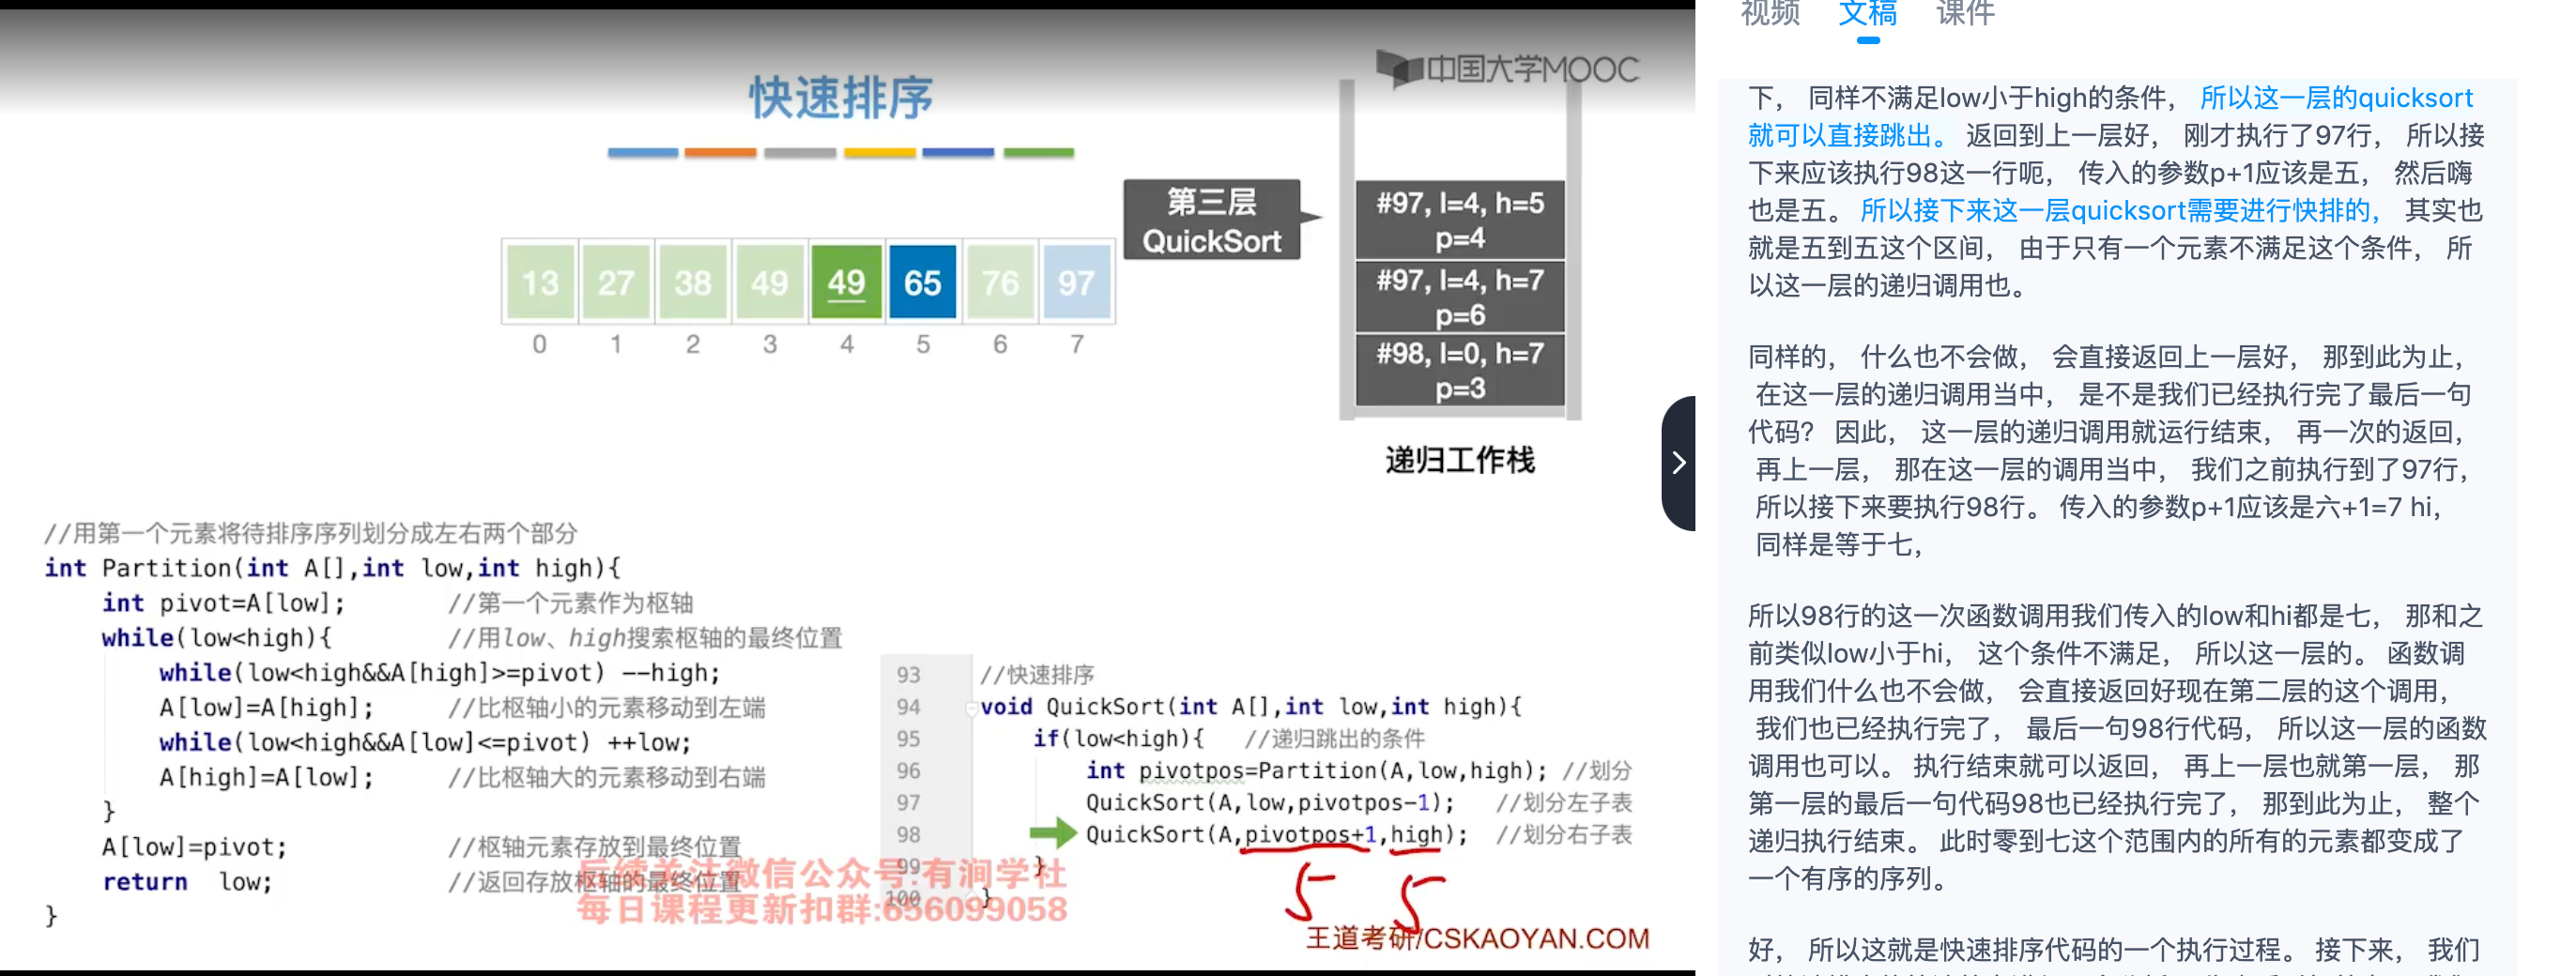 中国大学MOOC
快速排序
第三层
QuickSort
13 27 38 49 49 65 76 97
0 1 2 3 4 5 6 7
#97, l=4, h=5
p=4
#97, l=4, h=7
p=6
#98, l=0, h=7
p=3
递归工作栈
//用第一个元素将待排序序列划分成左右两个部分
int Partition(int A[],int low,int high){
int pivot=A[low]; //第一个元素作为枢轴
while(low<high){ //用low、high搜索枢轴的最终位置
while(low<high&&A[high]>=pivot) --high;
A[low]=A[high]; //比枢轴小的元素移动到左端
while(low<high&&A[low]<=pivot) ++low;
A[high]=A[low]; //比枢轴大的元素移动到右端
}
A[low]=pivot; //枢轴元素存放到最终位置
return low; //返回存放枢轴的最终位置
}
93 //快速排序
94 void QuickSort(int A[],int low,int high){
95 if(low<high){ //递归跳出的条件
96 int pivotpos=Partition(A,low,high); //划分
97 QuickSort(A,low,pivotpos-1); //划分左子表
98 QuickSort(A,pivotpos+1,high); //划分右子表
99 }
100 }
5 5
后续关注微信公众号:有润学社
每日课程更新扣群:656099058
王道考研/CSKAOYAN.COM
视频 文稿 课件
下， 同样不满足low小于high的条件， 所以这一层的quicksort
就可以直接跳出。 返回到上一层好， 刚才执行了97行， 所以接
下来应该执行98这一行呃， 传入的参数p+1应该是五， 然后嗨
也是五。 所以接下来这一层quicksort需要进行快排的， 其实也
就是五到五这个区间， 由于只有一个元素不满足这个条件， 所
以这一层的递归调用也。
同样的， 什么也不会做， 会直接返回上一层好， 那到此为止，
在这一层的递归调用当中， 是不是我们已经执行完了最后一句
代码？ 因此， 这一层的递归调用就运行结束， 再一次的返回，
再上一层， 那在这一层的调用当中， 我们之前执行到了97行，
所以接下来要执行98行。 传入的参数p+1应该是六+1=7 hi，
同样是等于七，
所以98行的这一次函数调用我们传入的low和hi都是七， 那和之
前类似low小于hi， 这个条件不满足， 所以这一层的。 函数调
用我们什么也不会做， 会直接返回好现在第二层的这个调用，
我们也已经执行完了， 最后一句98行代码， 所以这一层的函数
调用也可以。 执行结束就可以返回， 再上一层也就第一层， 那
第一层的最后一句代码98也已经执行完了， 那到此为止， 整个
递归执行结束。 此时零到七这个范围内的所有的元素都变成了
一个有序的序列。
好， 所以这就是快速排序代码的一个执行过程。 接下来， 我们